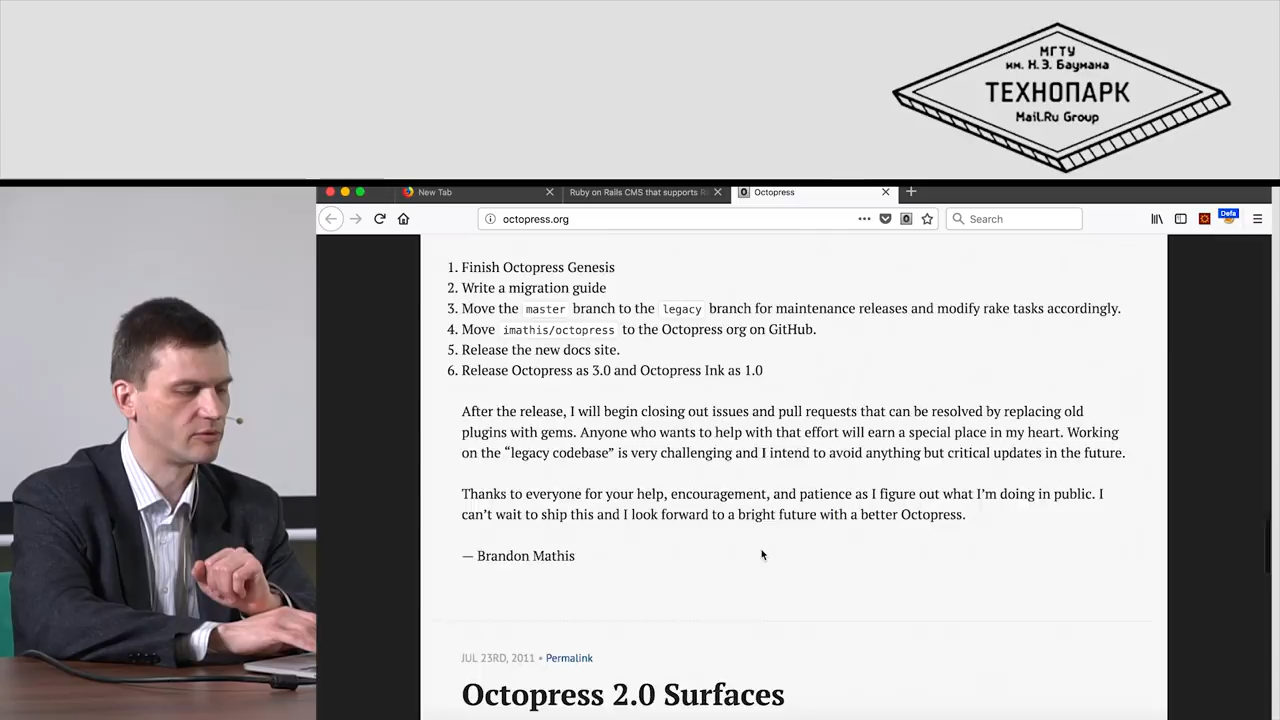 МГТУ
им. Н.Э. Баумана
ТЕХНОПАРК
Mail.Ru Group
New Tab
Ruby on Rails CMS that supports
Octopress
octopress.org
Search
Defa
1. Finish Octopress Genesis
2. Write a migration guide
3. Move the master branch to the legacy branch for maintenance releases and modify rake tasks accordingly.
4. Move imathis/octopress to the Octopress org on GitHub.
5. Release the new docs site.
6. Release Octopress as 3.0 and Octopress Ink as 1.0
After the release, I will begin closing out issues and pull requests that can be resolved by replacing old
plugins with gems. Anyone who wants to help with that effort will earn a special place in my heart. Working
on the “legacy codebase” is very challenging and I intend to avoid anything but critical updates in the future.
Thanks to everyone for your help, encouragement, and patience as I figure out what I’m doing in public. I
can’t wait to ship this and I look forward to a bright future with a better Octopress.
— Brandon Mathis
JUL 23RD, 2011 • Permalink
Octopress 2.0 Surfaces